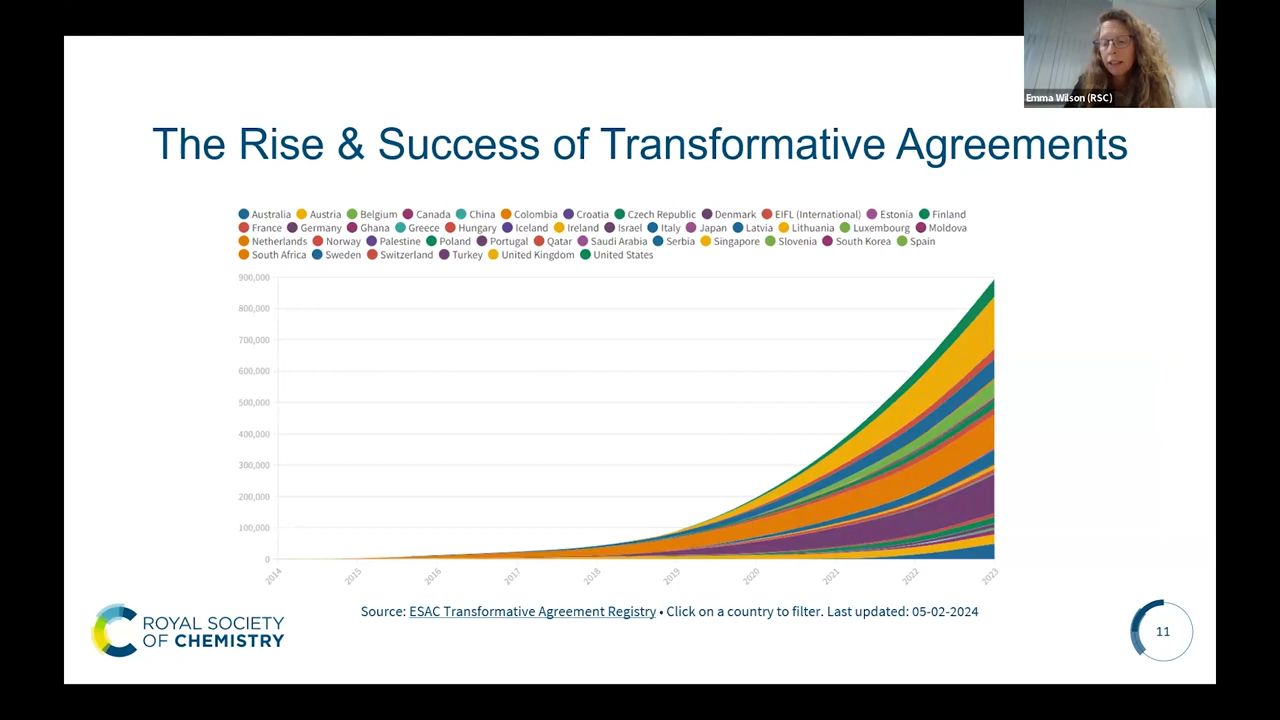 Emma Wilson (RSC)
The Rise & Success of Transformative Agreements
Australia Austria Belgium Canada China Colombia Croatia Czech Republic Denmark EIFL (International) Estonia Finland
France Germany Ghana Greece Hungary Iceland Ireland Israel Italy Japan Latvia Lithuania Luxembourg Moldova
Netherlands Norway Palestine Poland Portugal Qatar Saudi Arabia Serbia Singapore Slovenia South Korea Spain
South Africa Sweden Switzerland Turkey United Kingdom United States
900,000
800,000
700,000
600,000
500,000
400,000
300,000
200,000
100,000
0
2014 2015 2016 2017 2018 2019 2020 2021 2022 2023
Source: ESAC Transformative Agreement Registry • Click on a country to filter. Last updated: 05-02-2024
ROYAL SOCIETY
OF CHEMISTRY
11